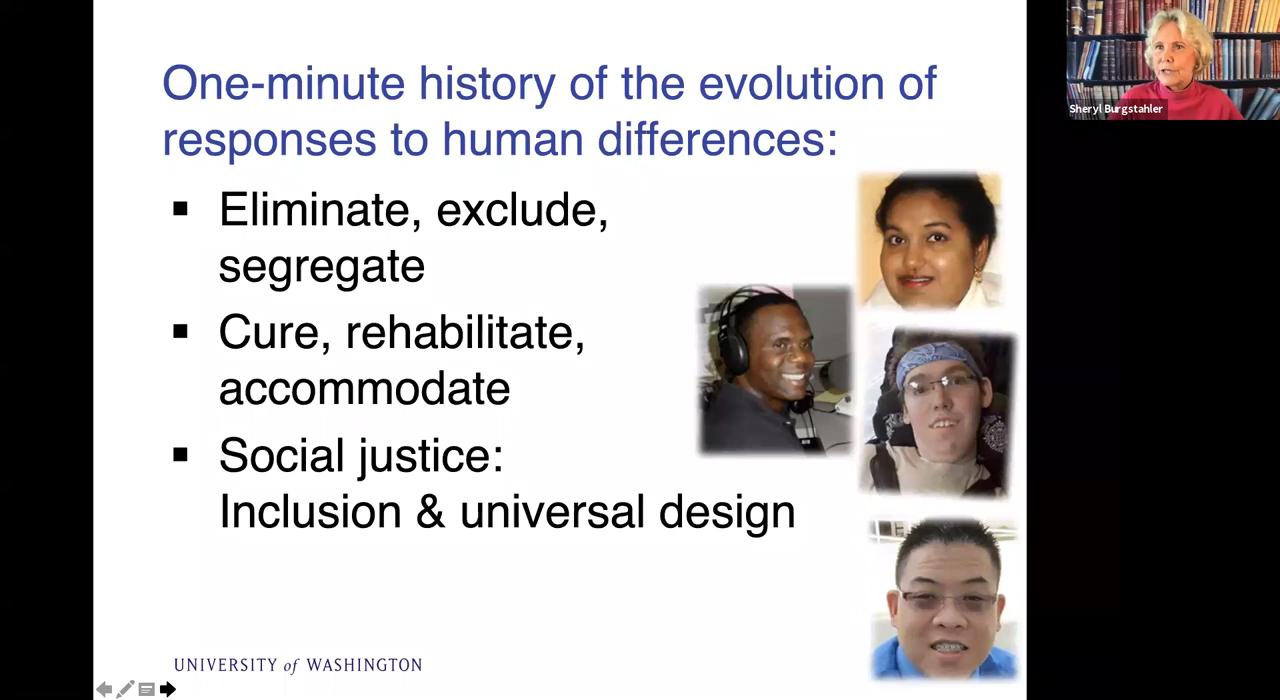 One-minute history of the evolution of
responses to human differences:
▪ Eliminate, exclude,
segregate
▪ Cure, rehabilitate,
accommodate
▪ Social justice:
Inclusion & universal design
UNIVERSITY of WASHINGTON
Sheryl Burgstahler